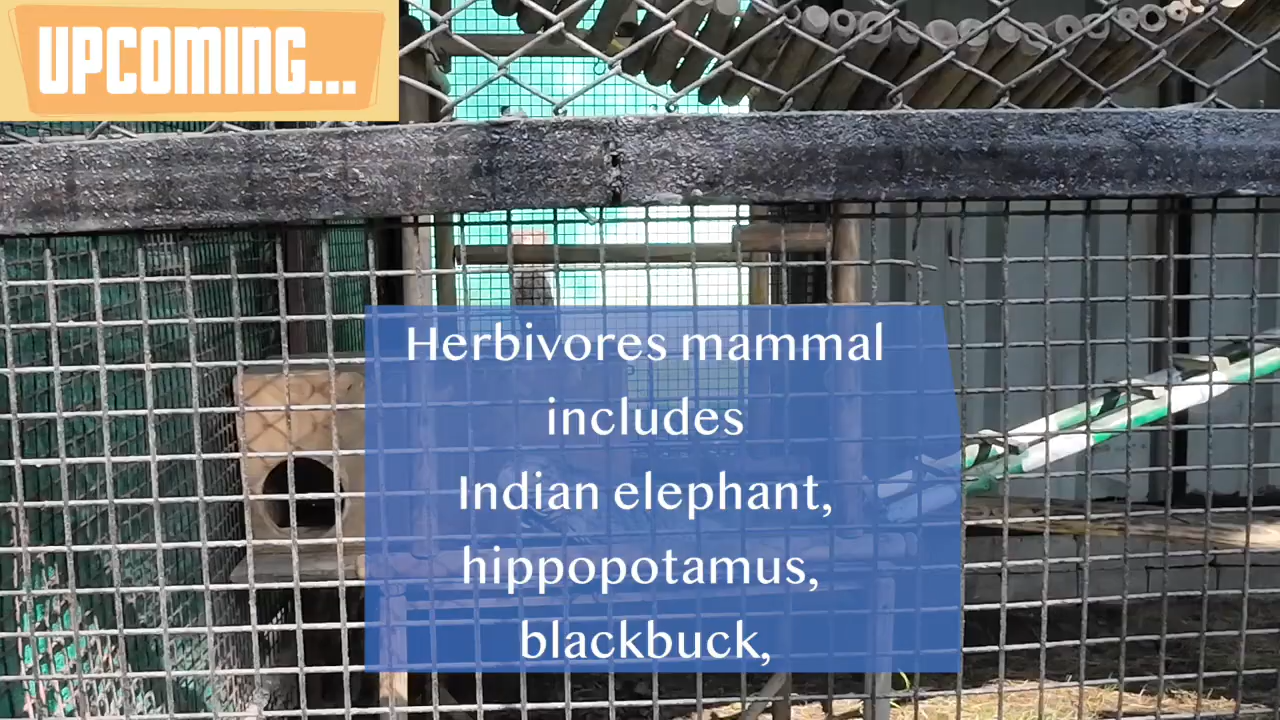 UPCOMING...
Herbivores mammal
includes
Indian elephant,
hippopotamus,
blackbuck,